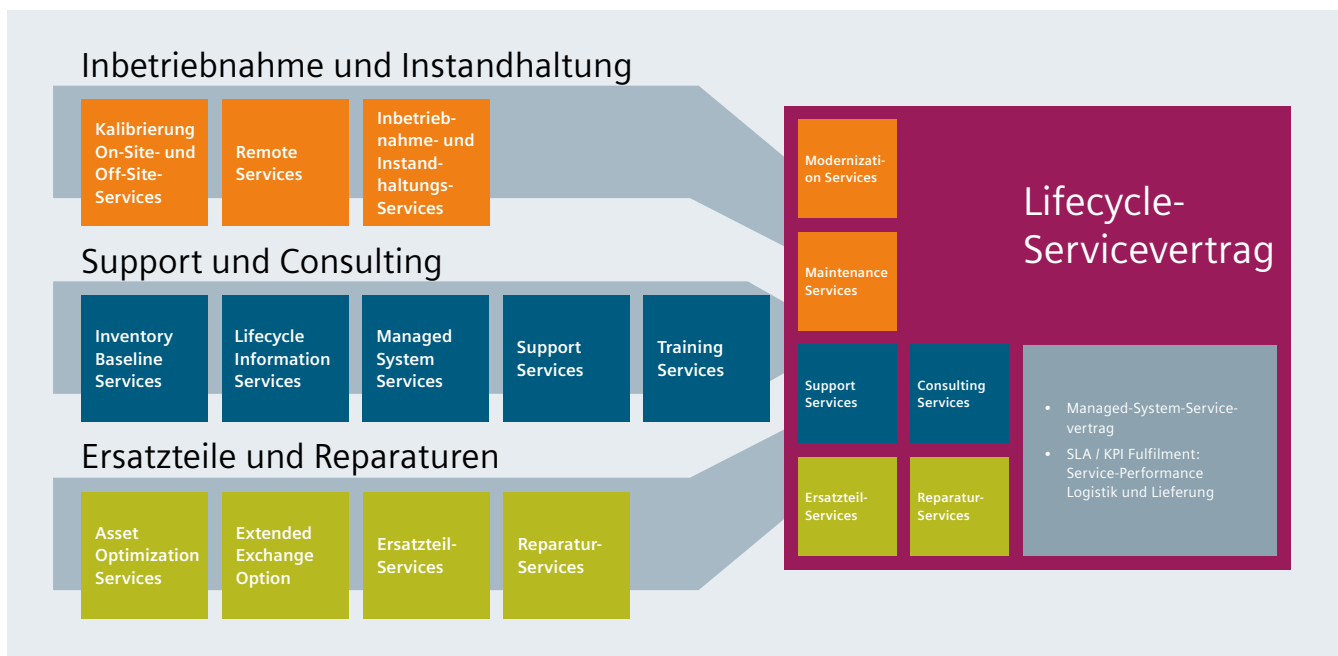 Inbetriebnahme und Instandhaltung
Kalibrierung
On-Site- und
Off-Site-
Services
Remote
Services
Inbetrieb-
nahme- und
Instand-
haltungs-
Services
Support und Consulting
Inventory
Baseline
Services
Lifecycle
Information
Services
Managed
System
Services
Support
Services
Training
Services
Ersatzteile und Reparaturen
Asset
Optimization
Services
Extended
Exchange
Option
Ersatzteil-
Services
Reparatur-
Services
Modernizati-
on Services
Maintenance
Services
Lifecycle-
Servicevertrag
Support
Services
Consulting
Services
Ersatzteil-
Services
Reparatur-
Services
• Managed-System-Service-
vertrag
• SLA / KPI Fulfilment:
Service-Performance
Logistik und Lieferung